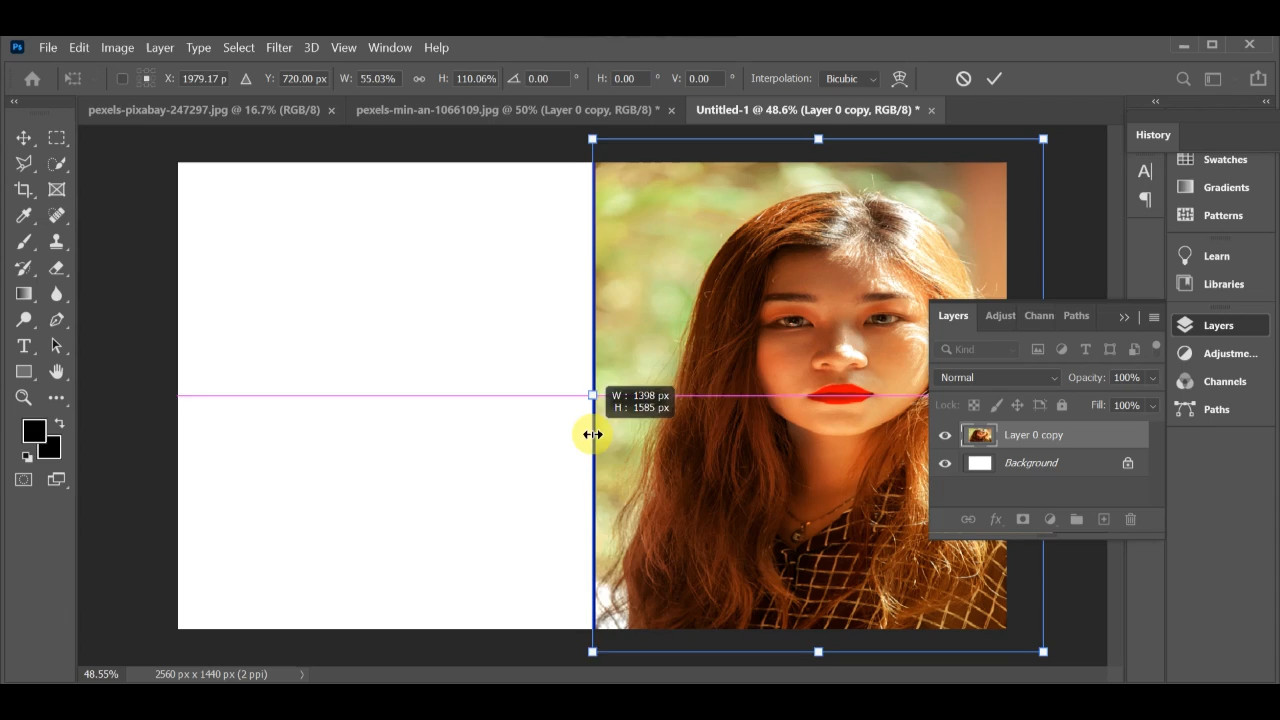 Ps File Edit Image Layer Type Select Filter 3D View Window Help
X: 1979.17 p Y: 720.00 px W: 55.03% H: 110.06% 0.00 ° H: 0.00 ° V: 0.00 ° Interpolation: Bicubic
pexels-pixabay-247297.jpg @ 16.7% (RGB/8) × pexels-min-an-1066109.jpg @ 50% (Layer 0 copy, RGB/8) * × Untitled-1 @ 48.6% (Layer 0 copy, RGB/8) * ×
History
Swatches
Gradients
Patterns
Learn
Libraries
Layers
Adjustme...
Channels
Paths
Layers Adjust Chann Paths
Kind
Normal Opacity: 100%
Lock: Fill: 100%
Layer 0 copy
Background
W : 1398 px
H : 1585 px
48.55% 2560 px x 1440 px (2 ppi)